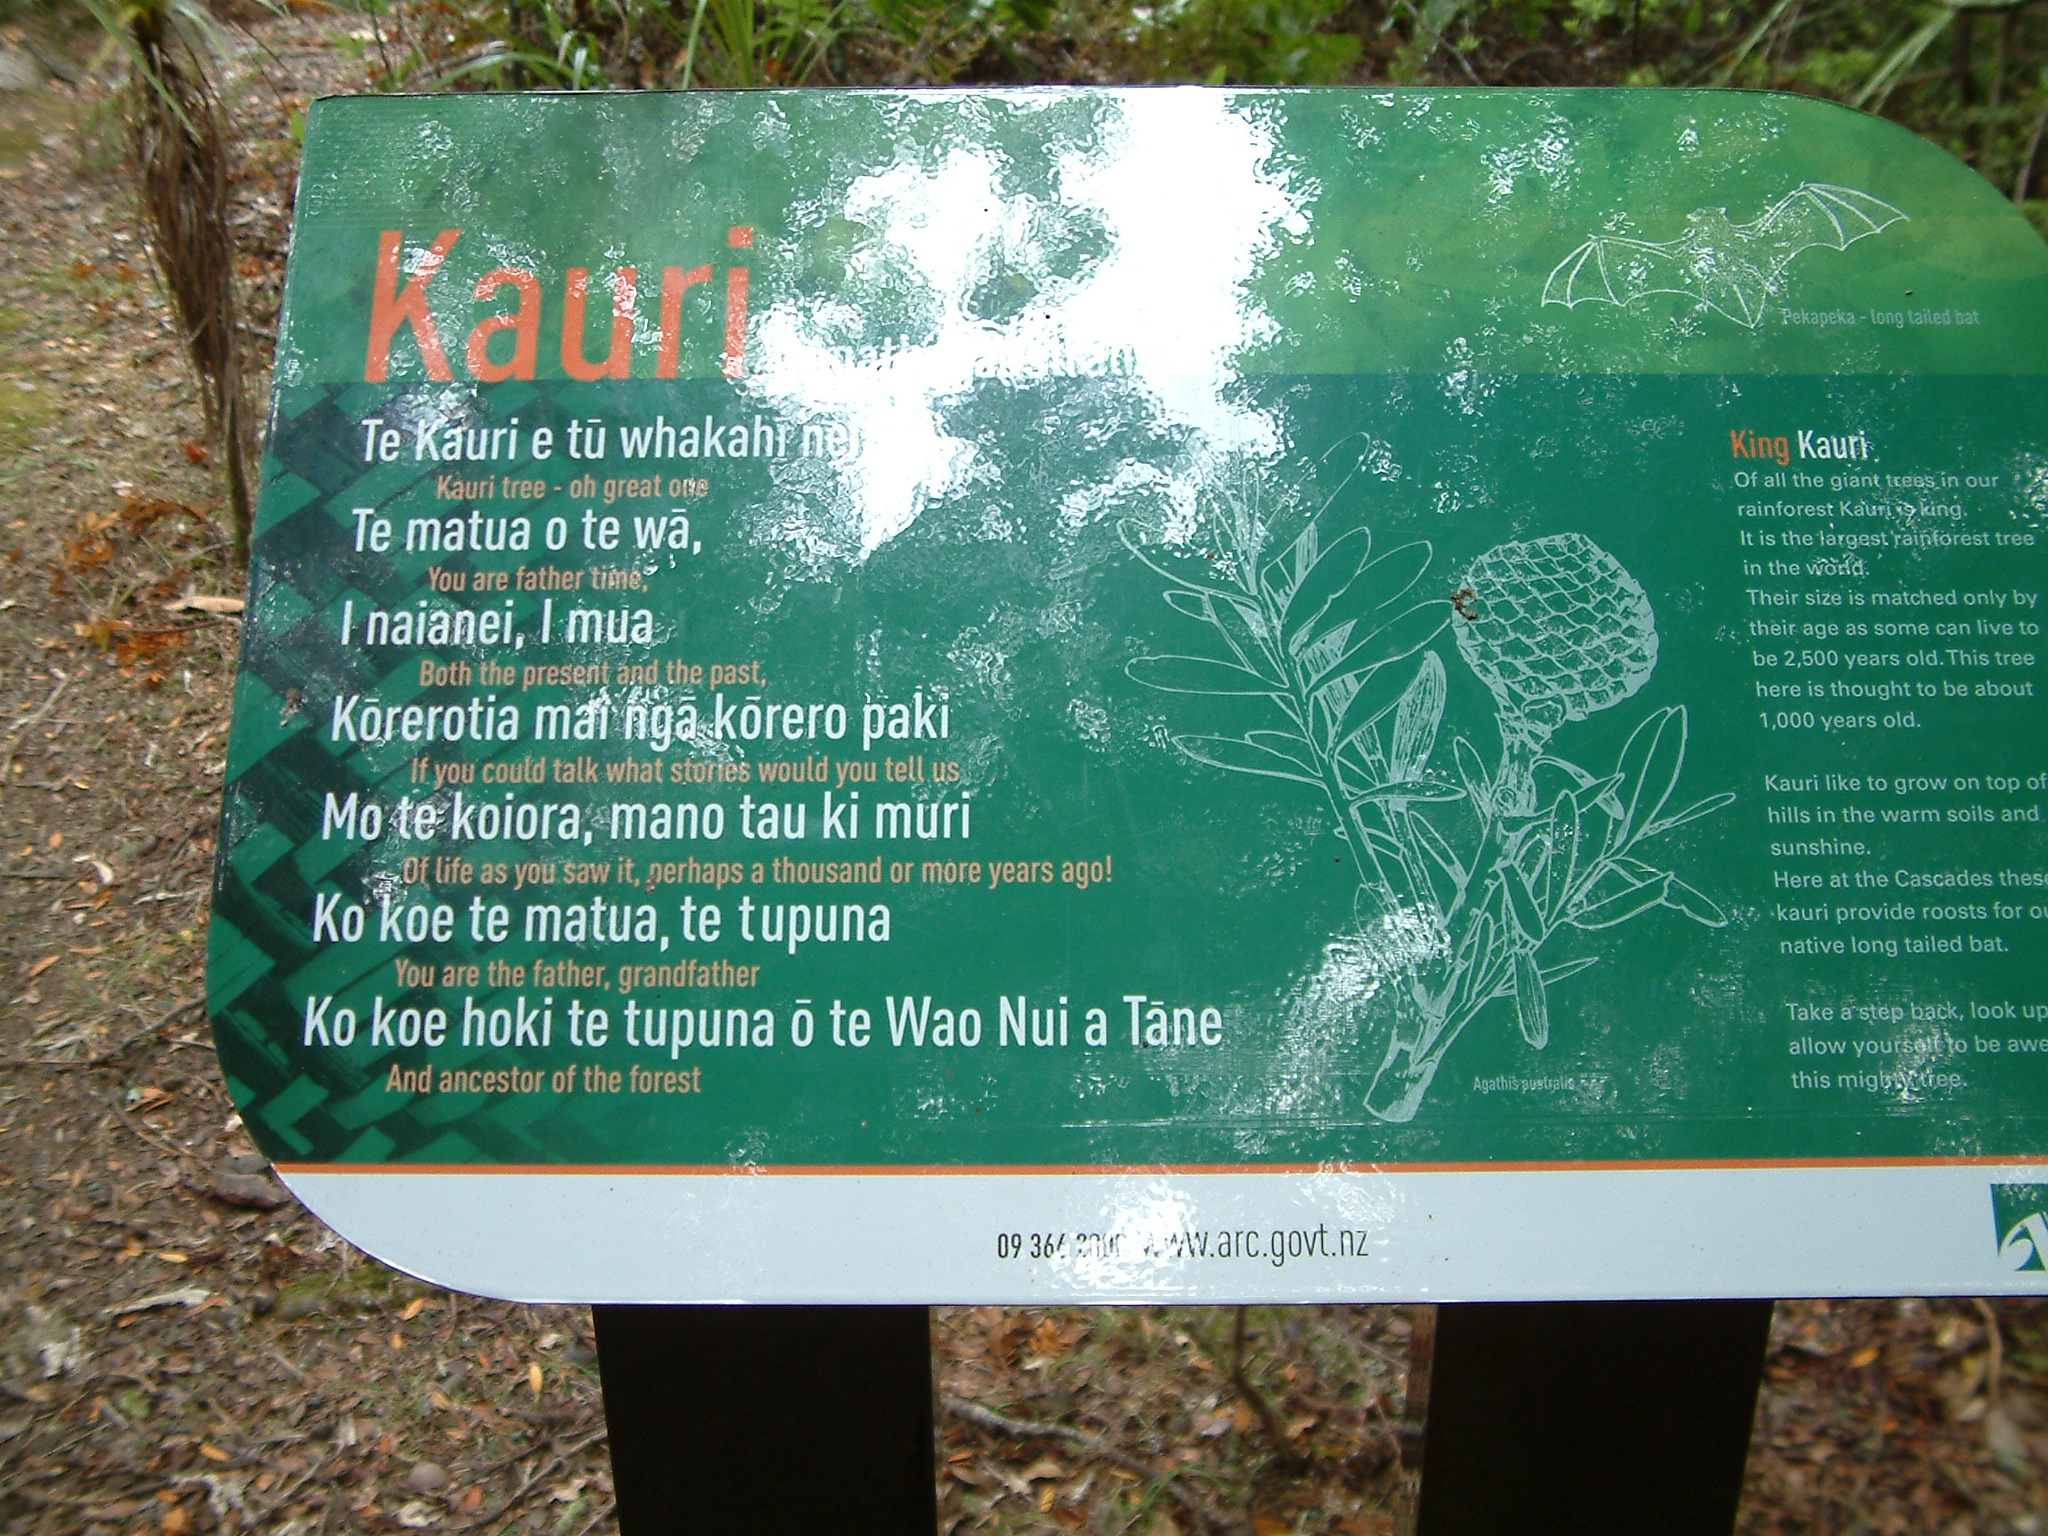 Kauri
Pekapeka - long tailed bat
Te Kauri e tū whakahi nei
Kauri tree - oh great one
Te matua o te wā,
You are father time,
I naianei, I mua
Both the present and the past,
Kōrerotia mai ngā kōrero paki
If you could talk what stories would you tell us
Mo te koiora, mano tau ki muri
Of life as you saw it, perhaps a thousand or more years ago!
Ko koe te matua, te tupuna
You are the father, grandfather
Ko koe hoki te tupuna ō te Wao Nui a Tāne
And ancestor of the forest
Agathis australis
King Kauri
Of all the giant trees in our
rainforest Kauri is king.
It is the largest rainforest tree
in the world.
Their size is matched only by
their age as some can live to
be 2,500 years old. This tree
here is thought to be about
1,000 years old.
Kauri like to grow on top of
hills in the warm soils and
sunshine.
Here at the Cascades these
kauri provide roosts for
native long tailed bat.
Take a step back, look up
allow yourself to be
this mighty tree.
09 366 www.arc.govt.nz